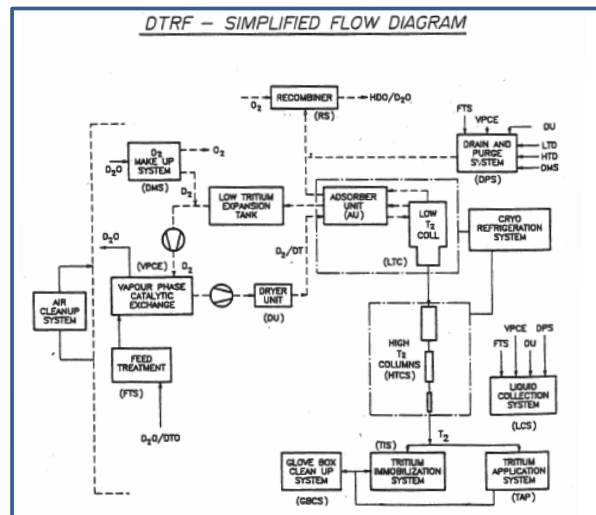 DTRF – SIMPLIFIED FLOW DIAGRAM
O₂
RECOMBINER
(RS)
HDO/D₂O
FTS
VPCE
DU
DRAIN AND
PURGE
SYSTEM
(DPS)
LTD
HTD
DMS
D₂O
D₂
MAKE UP
SYSTEM
(DMS)
O₂
D₂
LOW TRITIUM
EXPANSION
TANK
ADSORBER
UNIT
(AU)
LOW
T₂
COLL
(LTC)
CRYO
REFRIGERATION
SYSTEM
D₂O
(VPCE)
D₂
D₂/DT
VAPOUR PHASE
CATALYTIC
EXCHANGE
DRYER
UNIT
(DU)
AIR
CLEANUP
SYSTEM
FEED
TREATMENT
(FTS)
D₂O/DTO
HIGH
T₂
COLUMNS
(HTCS)
FTS
VPCE
DU
DPS
LIQUID
COLLECTION
SYSTEM
(LCS)
T₂
(TIS)
GLOVE BOX
CLEAN UP
SYSTEM
(GBCS)
TRITIUM
IMMOBILIZATION
SYSTEM
TRITIUM
APPLICATION
SYSTEM
(TAP)